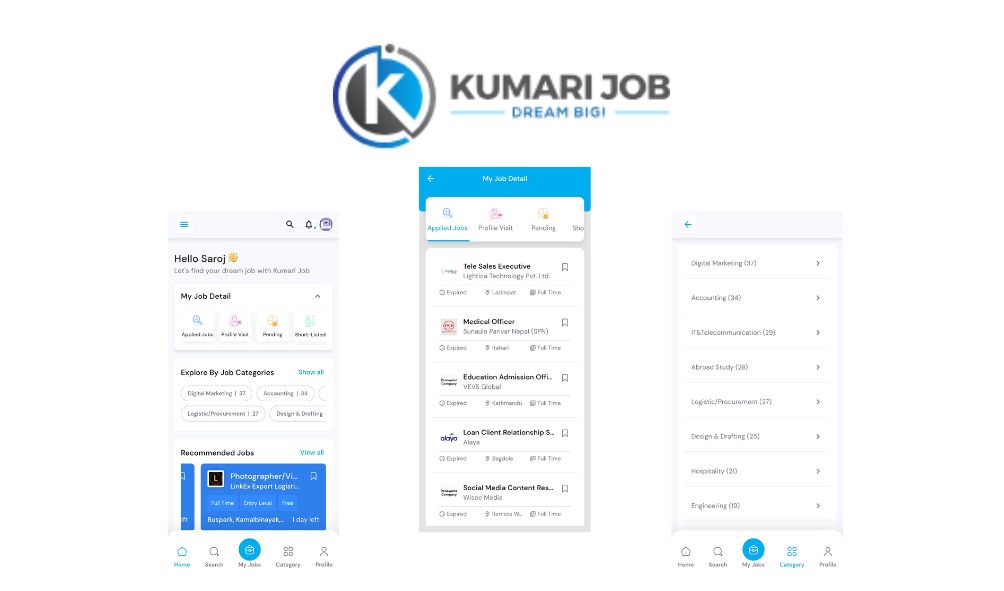 KUMARI JOB
DREAM BIG!
Hello Saroj 👋
Let's find your dream job with Kumari Job
My Job Detail
Applied Jobs Profile Visit Pending Short-Listed
Explore By Job Categories Show all
Digital Marketing | 37 Accounting | 34
Logistic/Procurement | 27 Design & Drafting
Recommended Jobs View all
Photographer/Vi...
LinkEx Export Logisti...
Full Time Entry Level Free
Buspark, Kamalbinayak,... 1 day left
Home Search My Jobs Category Profile
My Job Detail
Applied Jobs Profile Visit Pending Sho
Tele Sales Executive
Lightica Technology Pvt. Ltd.
Expired Lazimpat Full Time
Medical Officer
Sunaulo Parivar Nepal (SPN)
Expired Itahari Full Time
Education Admission Offi...
VEVS Global
Expired Kathmandu Full Time
alaya
Loan Client Relationship S...
Alaya
Expired Bagdole Full Time
Social Media Content Res...
Wisee Media
Expired Remote W... Full Time
Digital Marketing (37)
Accounting (34)
IT&Telecommunication (29)
Abroad Study (28)
Logistic/Procurement (27)
Design & Drafting (25)
Hospitality (21)
Engineering (19)
Home Search My Jobs Category Profile